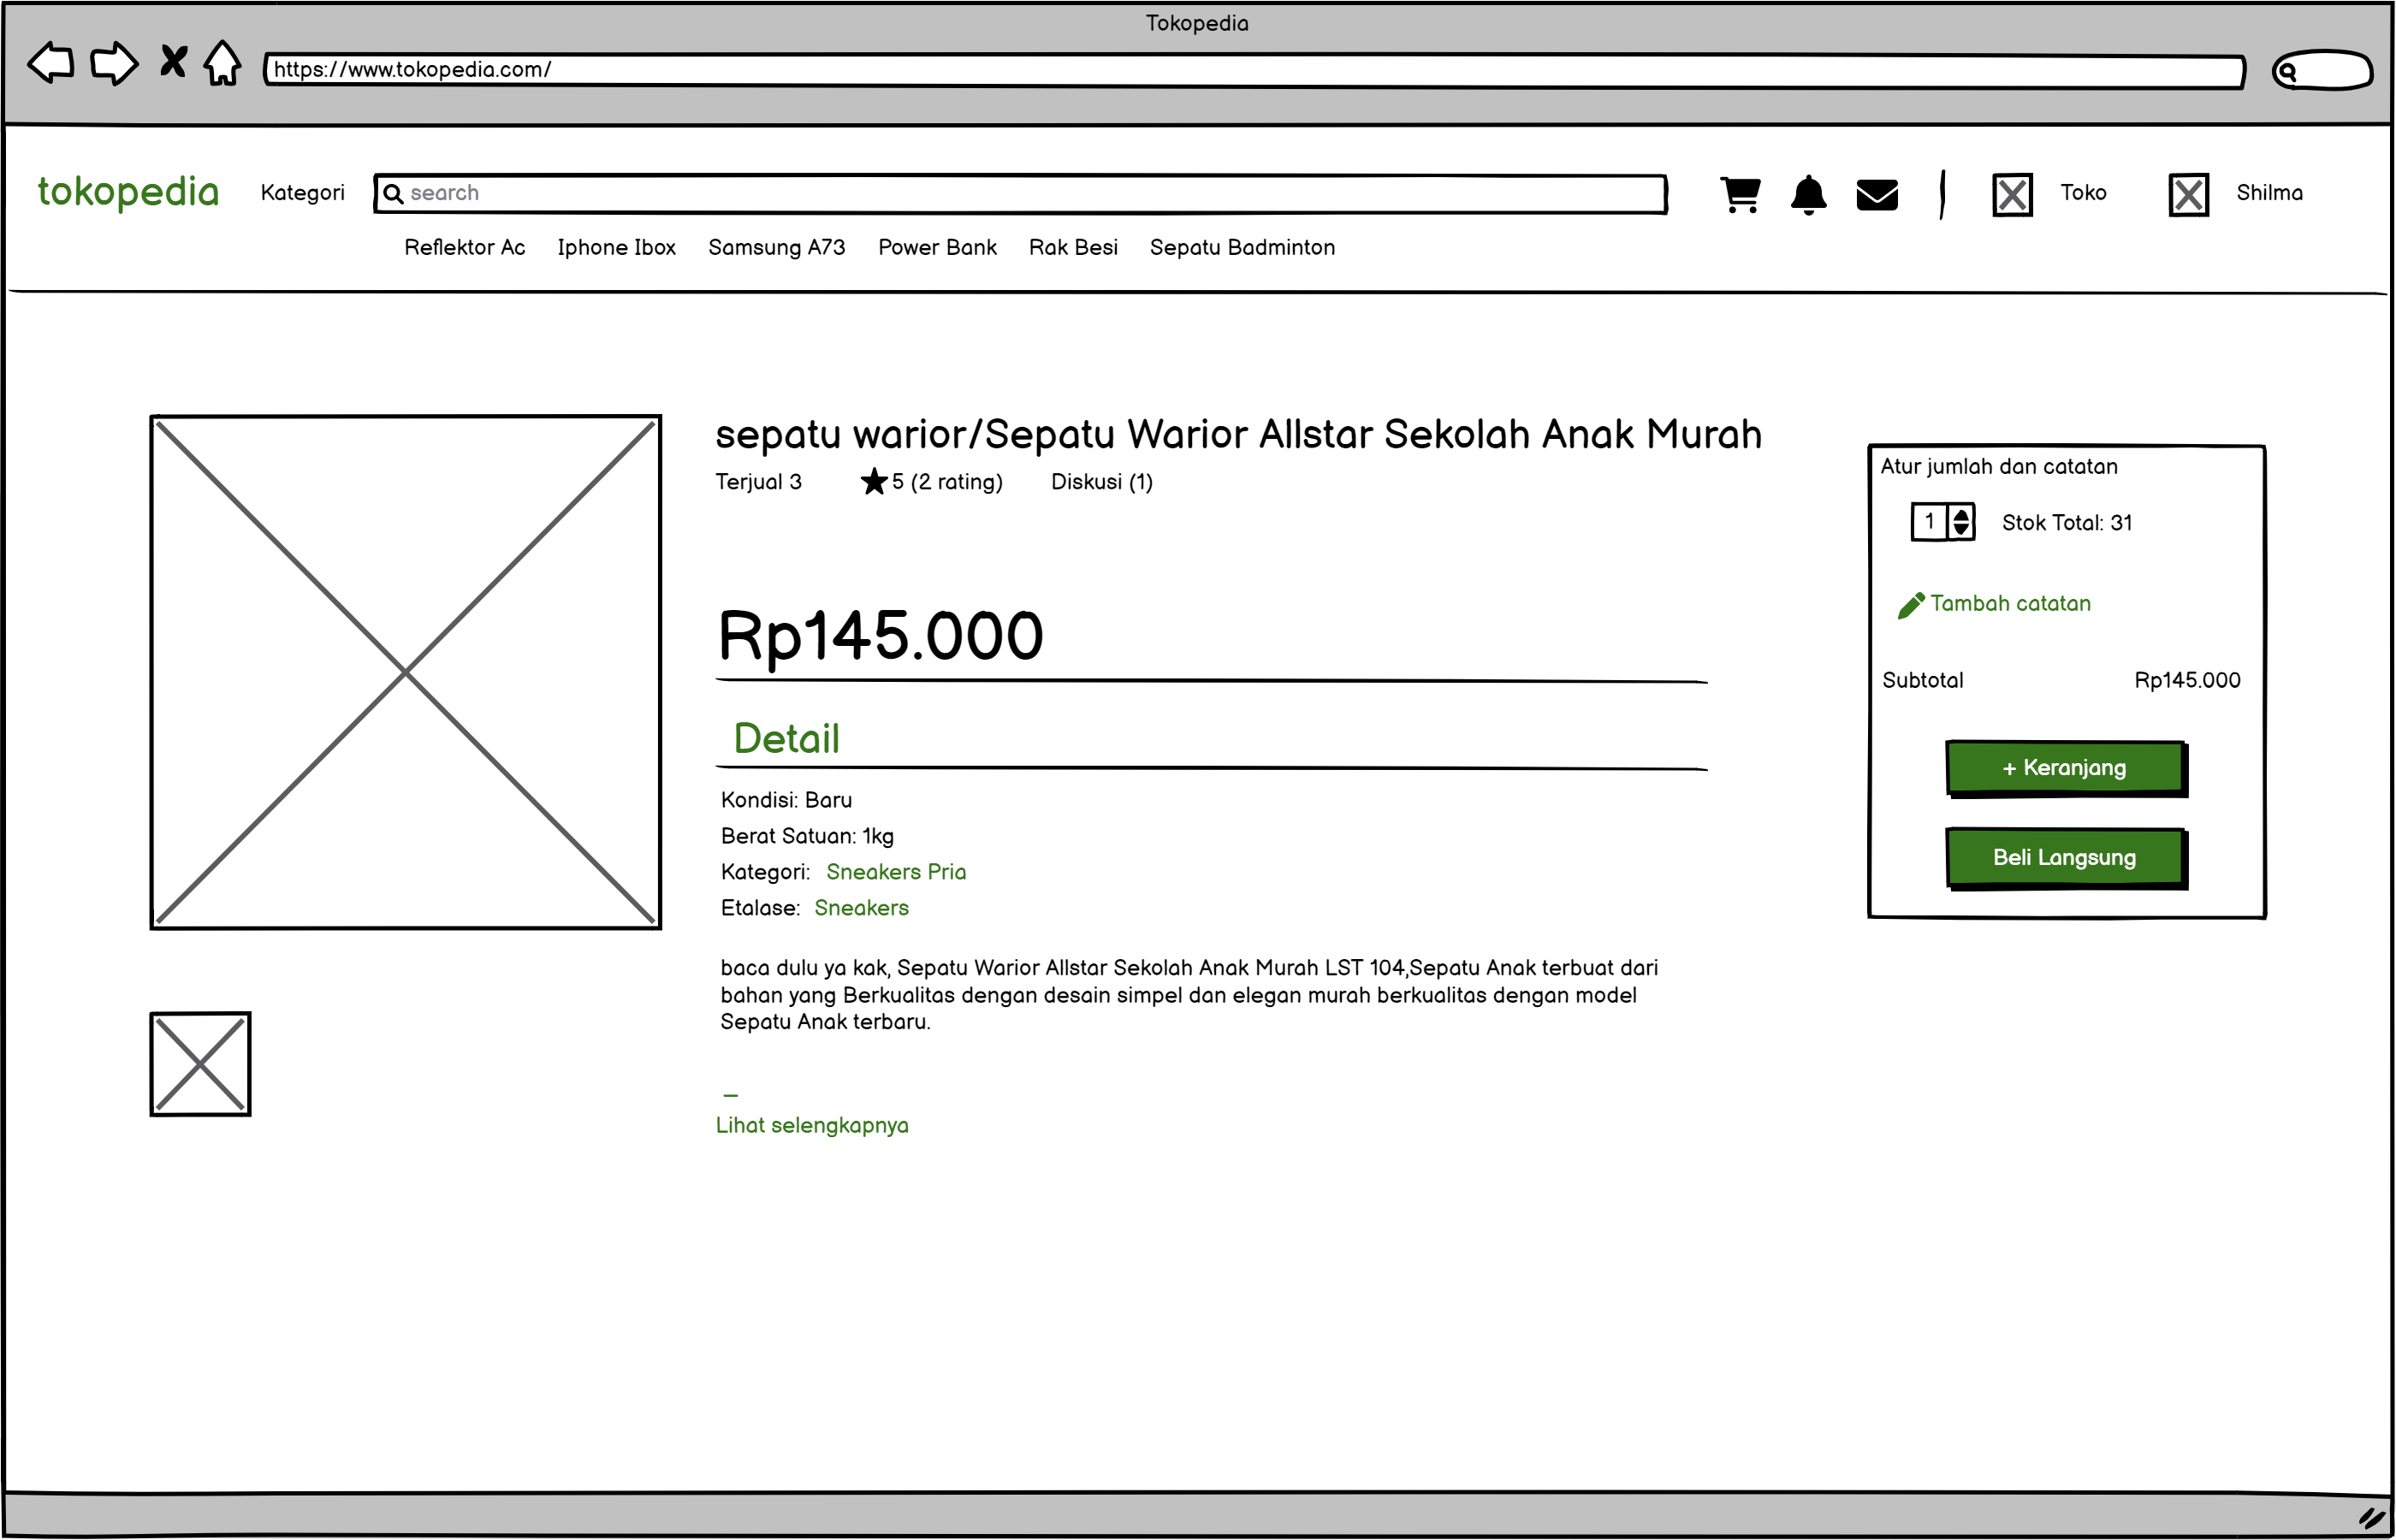 Tokopedia
https://www.tokopedia.com/
tokopedia Kategori search Toko Shilma
Reflektor Ac Iphone Ibox Samsung A73 Power Bank Rak Besi Sepatu Badminton
sepatu warior/Sepatu Warior Allstar Sekolah Anak Murah
Terjual 3 5 (2 rating) Diskusi (1)
Rp145.000
Detail
Kondisi: Baru
Berat Satuan: 1kg
Kategori: Sneakers Pria
Etalase: Sneakers
baca dulu ya kak, Sepatu Warior Allstar Sekolah Anak Murah LST 104,Sepatu Anak terbuat dari
bahan yang Berkualitas dengan desain simpel dan elegan murah berkualitas dengan model
Sepatu Anak terbaru.
Lihat selengkapnya
Atur jumlah dan catatan
1 Stok Total: 31
Tambah catatan
Subtotal Rp145.000
+ Keranjang
Beli Langsung